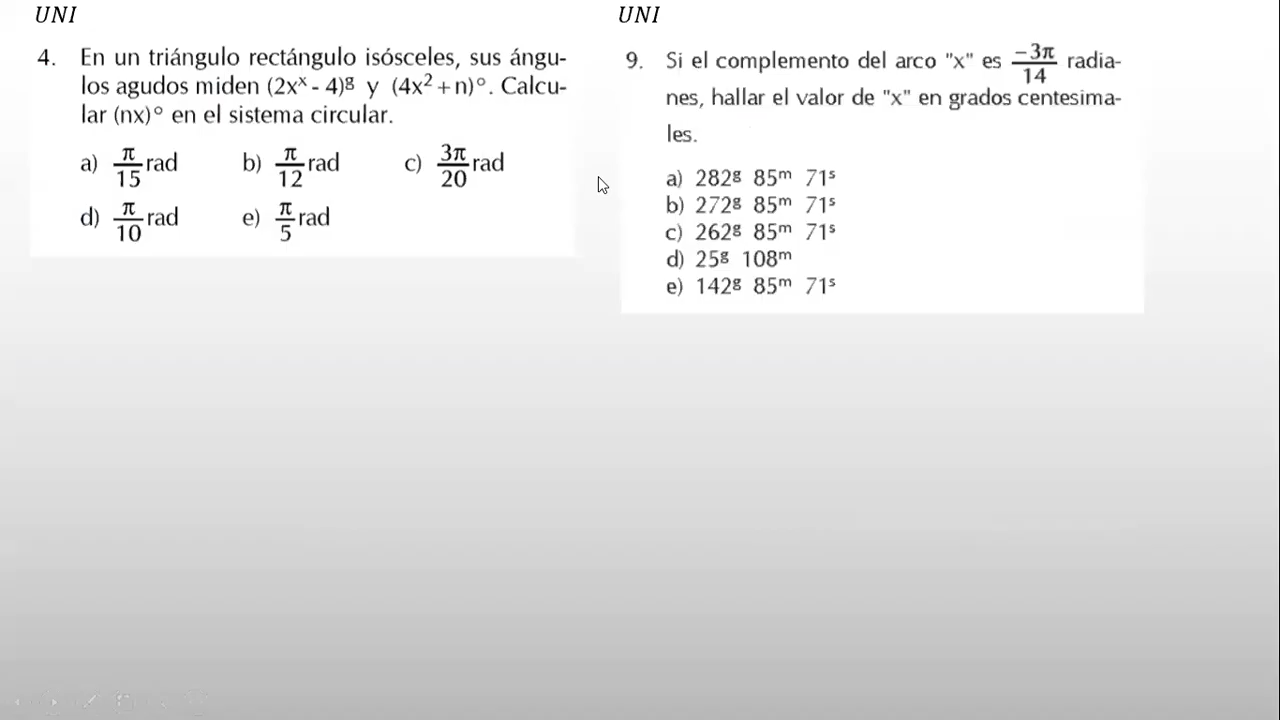 UNI
4. En un triángulo rectángulo isósceles, sus ángu-
los agudos miden (2xˣ - 4)ᵍ y (4x² + n)°. Calcu-
lar (nx)° en el sistema circular.
a) π/15 rad b) π/12 rad c) 3π/20 rad
d) π/10 rad e) π/5 rad
UNI
9. Si el complemento del arco "x" es -3π/14 radia-
nes, hallar el valor de "x" en grados centesima-
les.
a) 282ᵍ 85ᵐ 71ˢ
b) 272ᵍ 85ᵐ 71ˢ
c) 262ᵍ 85ᵐ 71ˢ
d) 25ᵍ 108ᵐ
e) 142ᵍ 85ᵐ 71ˢ